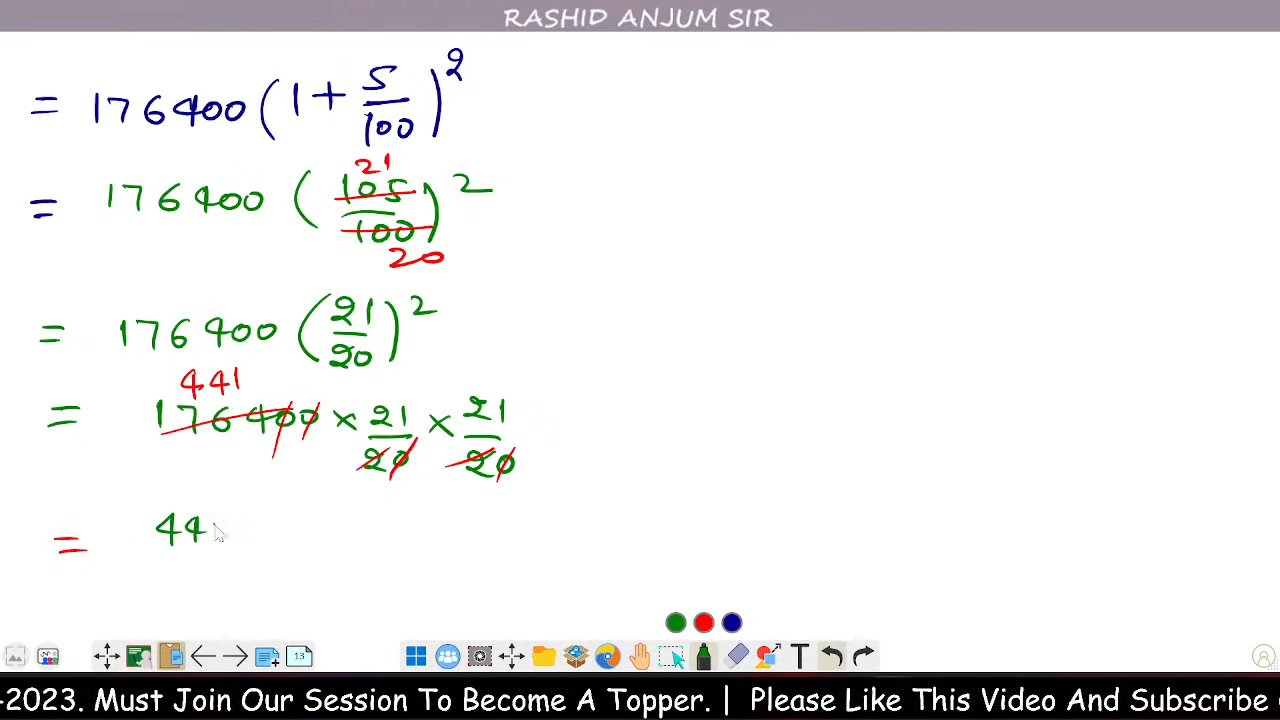 RASHID ANJUM SIR
= 176400 (1 + 5/100)^2
21
= 176400 (105/100)^2
20
= 176400 (21/20)^2
441
= 176400 × 21/20 × 21/20
= 44
13
-2023. Must Join Our Session To Become A Topper. | Please Like This Video And Subscribe